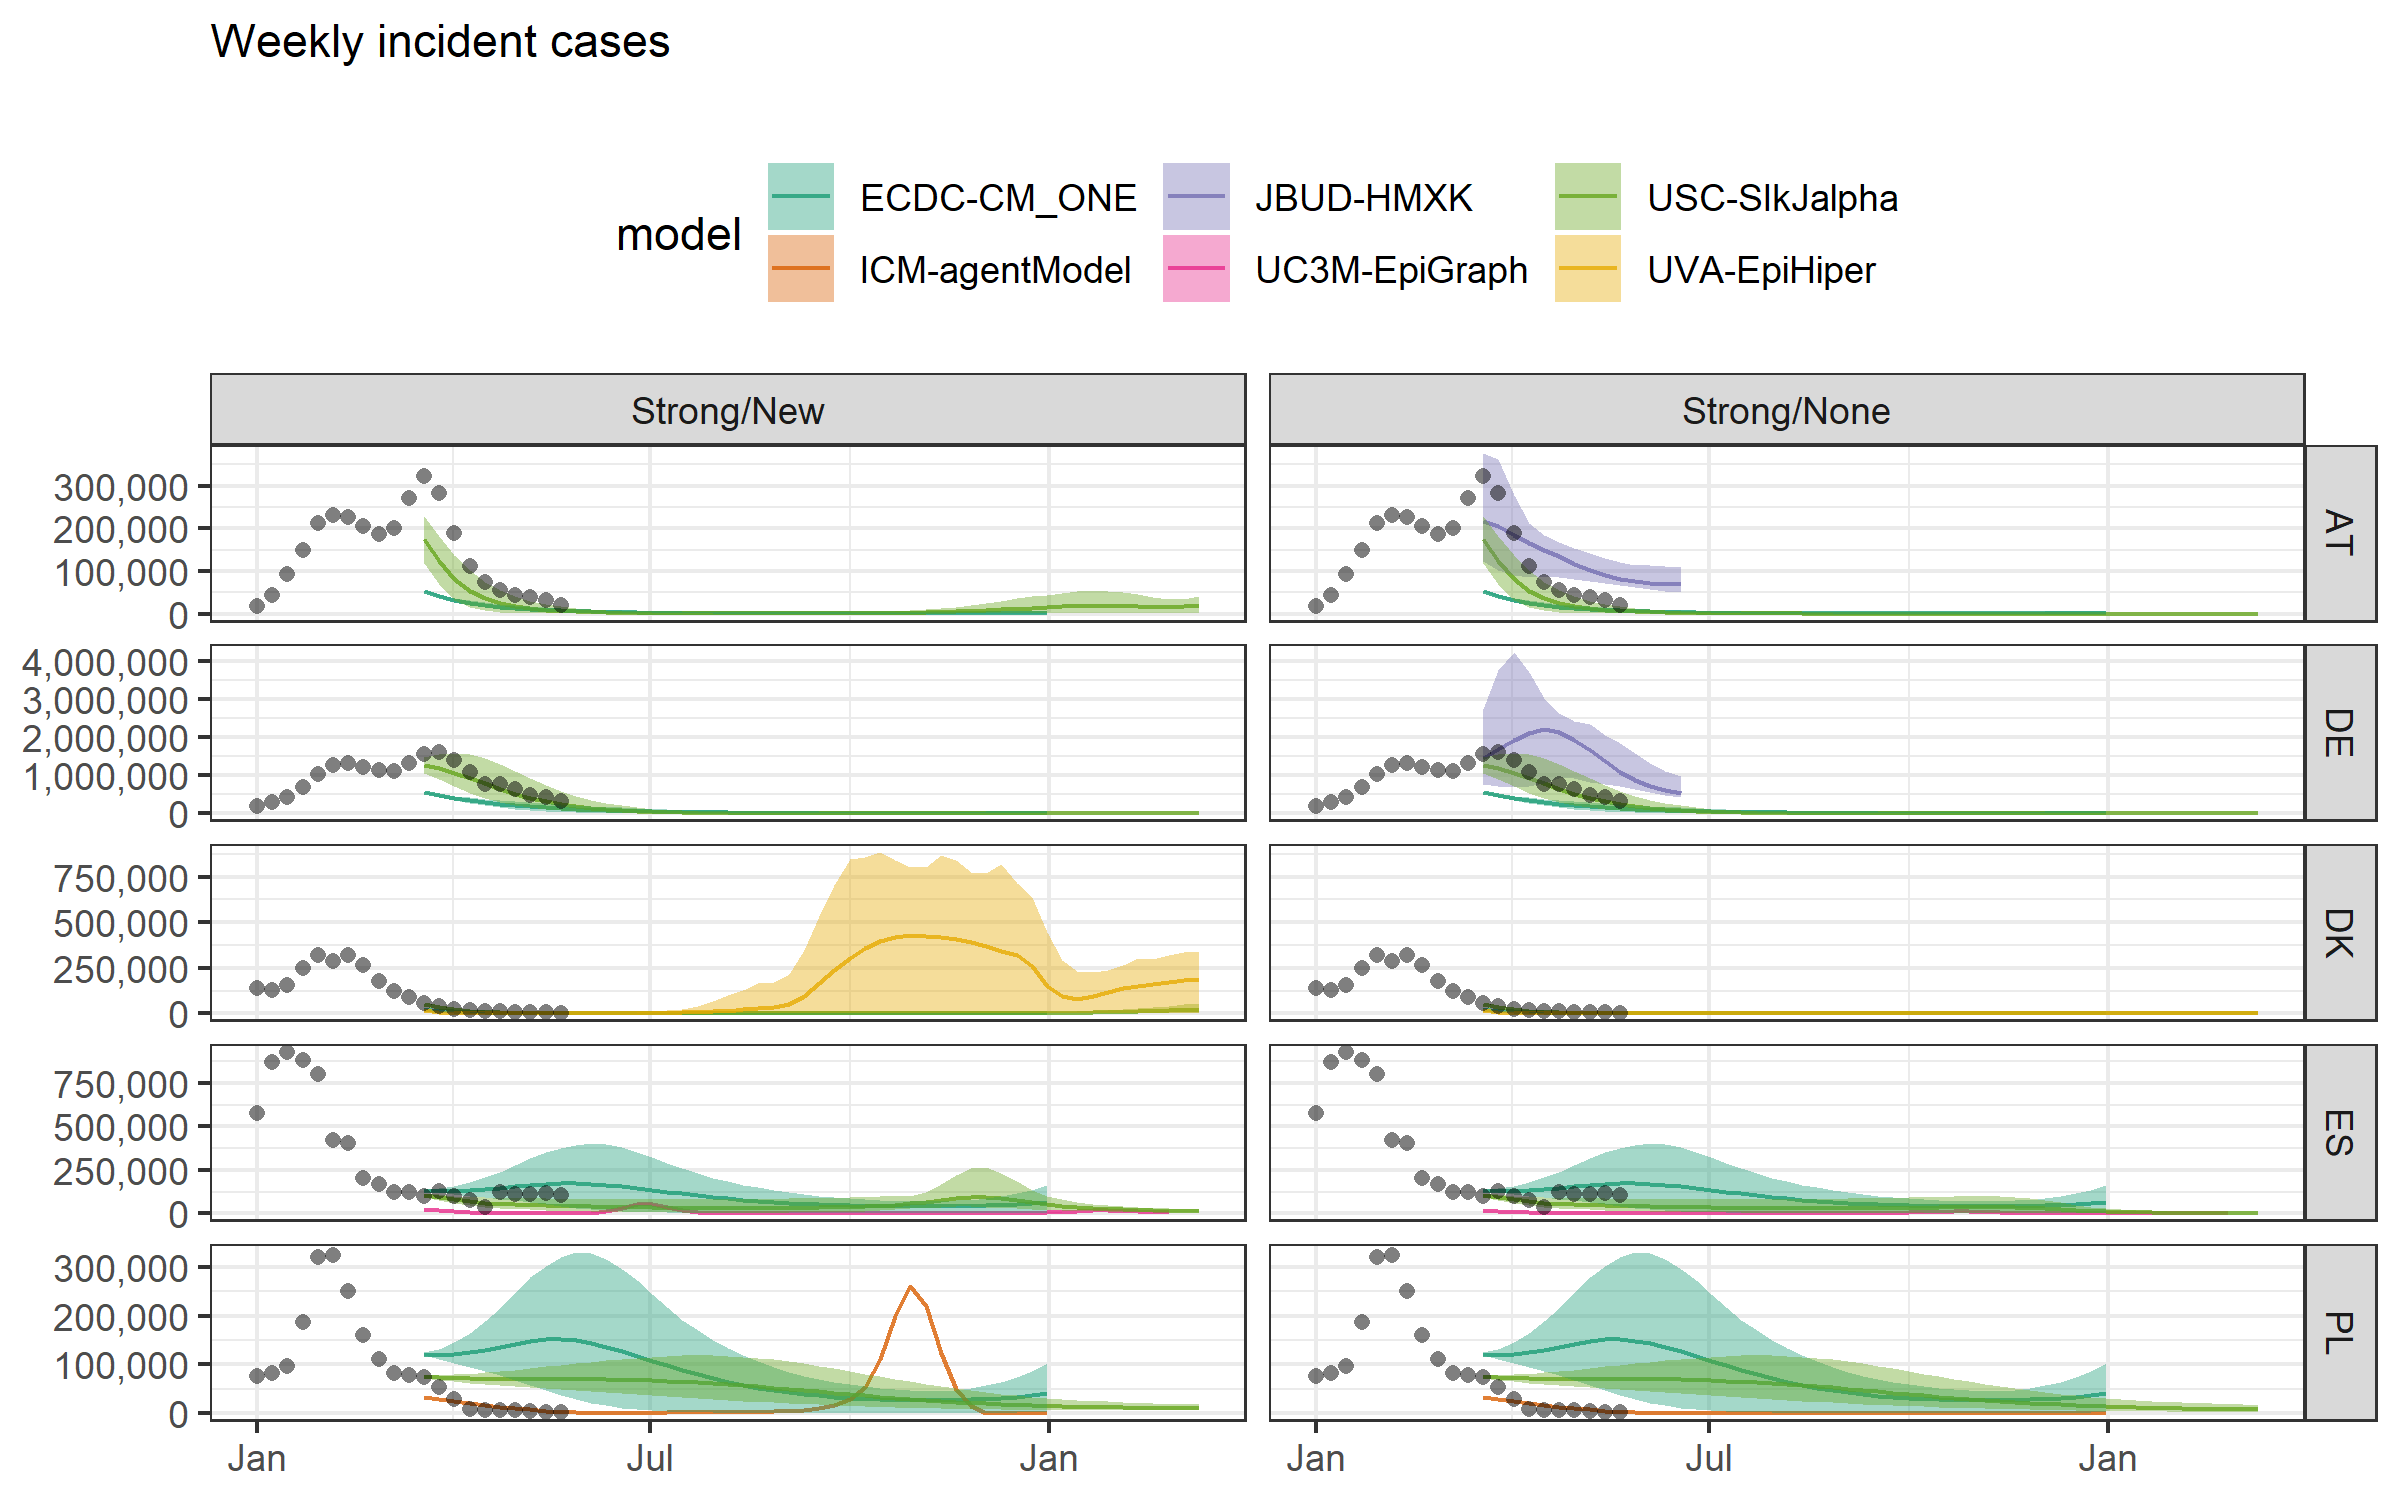 Weekly incident cases
model
ECDC-CM_ONE
JBUD-HMXK
USC-SIkJalpha
ICM-agentModel
UC3M-EpiGraph
UVA-EpiHiper
Strong/New
Strong/None
300,000
200,000
100,000
0
AT
4,000,000
3,000,000
2,000,000
1,000,000
0
DE
750,000
500,000
250,000
0
DK
750,000
500,000
250,000
0
ES
300,000
200,000
100,000
0
PL
Jan Jul Jan
Jan Jul Jan